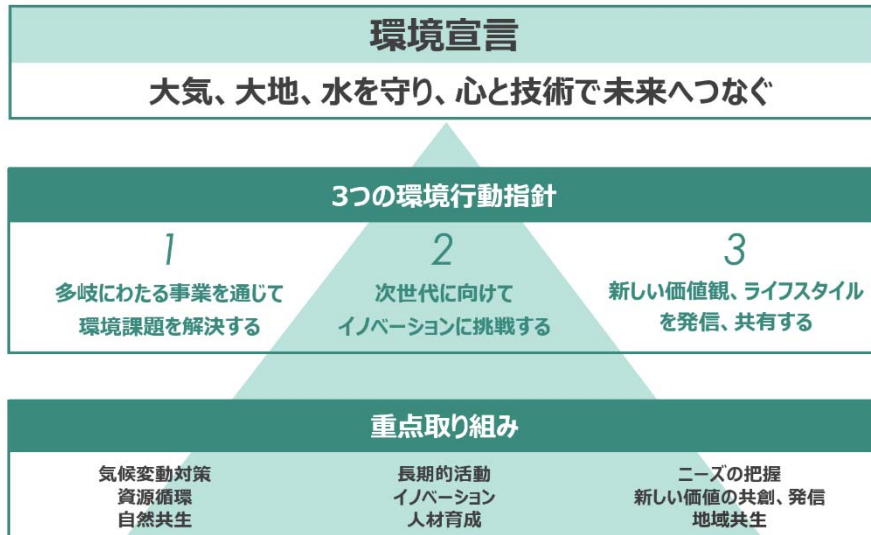 環境宣言
大気、大地、水を守り、心と技術で未来へつなぐ
3つの環境行動指針
1
多岐にわたる事業を通じて
環境課題を解決する
2
次世代に向けて
イノベーションに挑戦する
3
新しい価値観、ライフスタイル
を発信、共有する
重点取り組み
気候変動対策
資源循環
自然共生
長期的活動
イノベーション
人材育成
ニーズの把握
新しい価値の共創、発信
地域共生